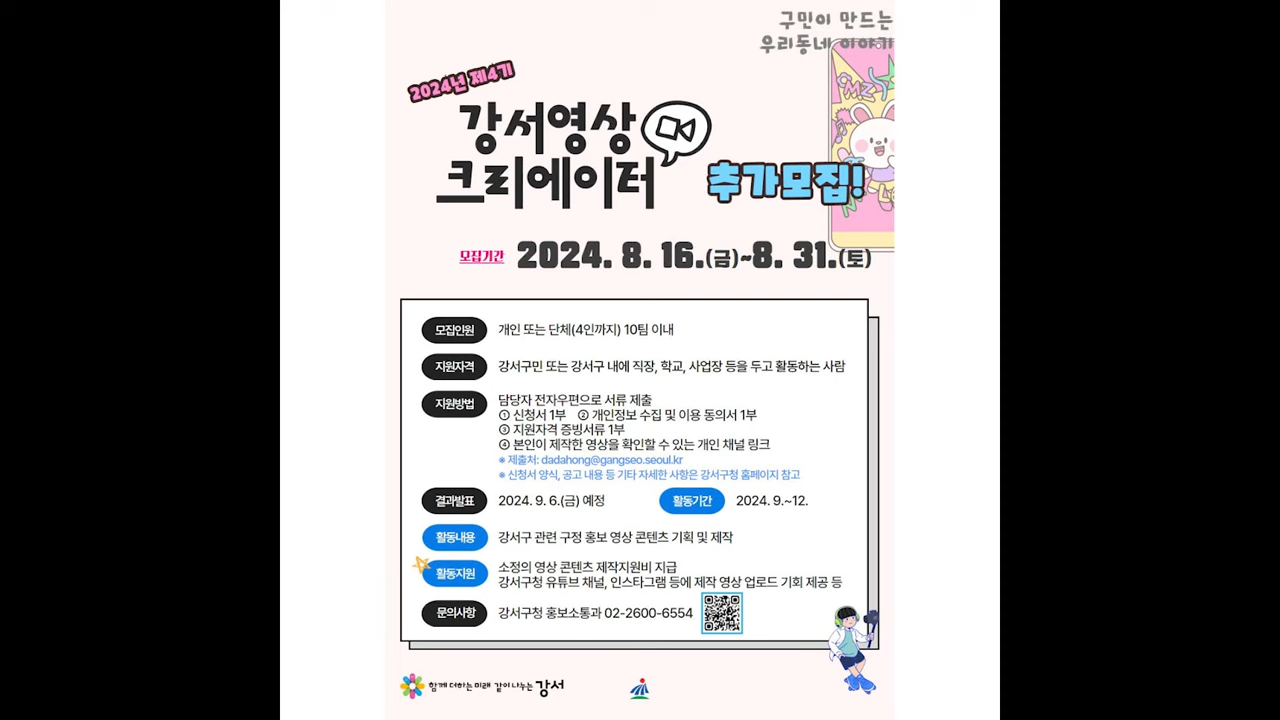 구민이 만드는
우리동네 이야기
2024년 제4기
강서영상
크리에이터
추가모집!
MZ
모집기간 2024. 8. 16.(금)~8. 31.(토)
모집인원 개인 또는 단체(4인까지) 10팀 이내
지원자격 강서구민 또는 강서구 내에 직장, 학교, 사업장 등을 두고 활동하는 사람
지원방법 담당자 전자우편으로 서류 제출
① 신청서 1부 ② 개인정보 수집 및 이용 동의서 1부
③ 지원자격 증빙서류 1부
④ 본인이 제작한 영상을 확인할 수 있는 개인 채널 링크
※ 제출처: dadahong@gangseo.seoul.kr
※ 신청서 양식, 공고 내용 등 기타 자세한 사항은 강서구청 홈페이지 참고
결과발표 2024. 9. 6.(금) 예정 활동기간 2024. 9.~12.
활동내용 강서구 관련 구정 홍보 영상 콘텐츠 기획 및 제작
활동지원 소정의 영상 콘텐츠 제작지원비 지급
강서구청 유튜브 채널, 인스타그램 등에 제작 영상 업로드 기회 제공 등
문의사항 강서구청 홍보소통과 02-2600-6554
함께 더하는 미래 같이 나누는 강서